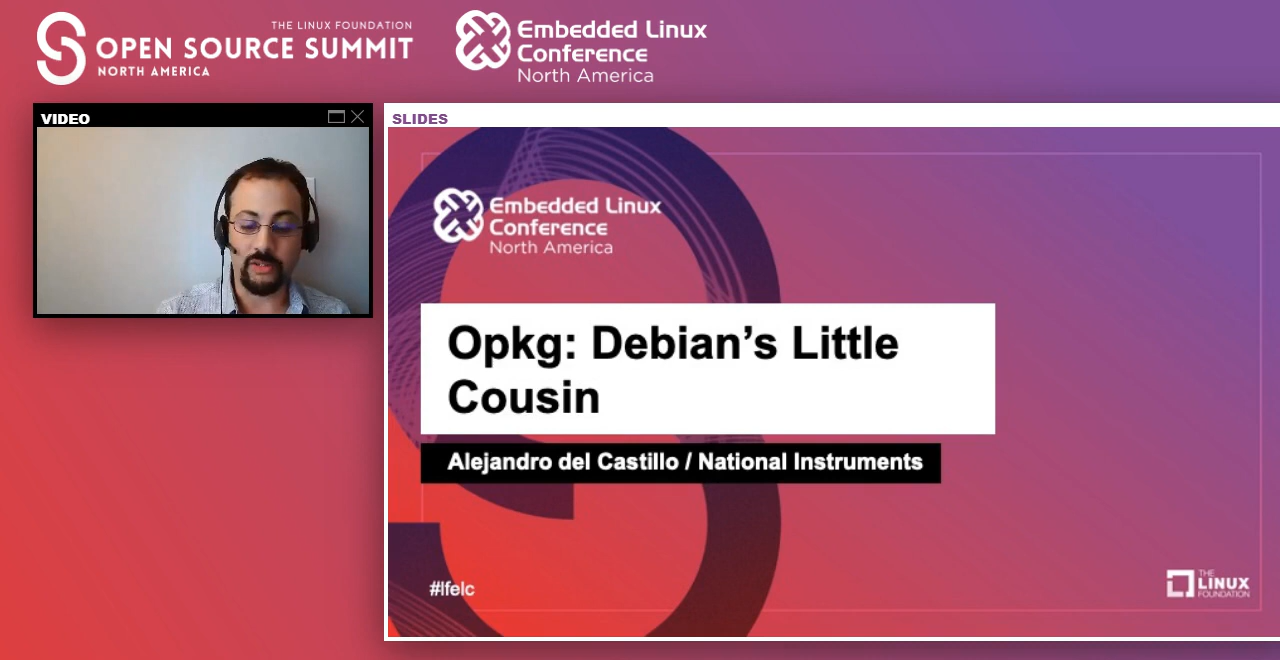 THE LINUX FOUNDATION
OPEN SOURCE SUMMIT
NORTH AMERICA
Embedded Linux
Conference
North America
VIDEO
SLIDES
Embedded Linux
Conference
North America
Opkg: Debian’s Little
Cousin
Alejandro del Castillo / National Instruments
#lfelc
THE
LINUX
FOUNDATION